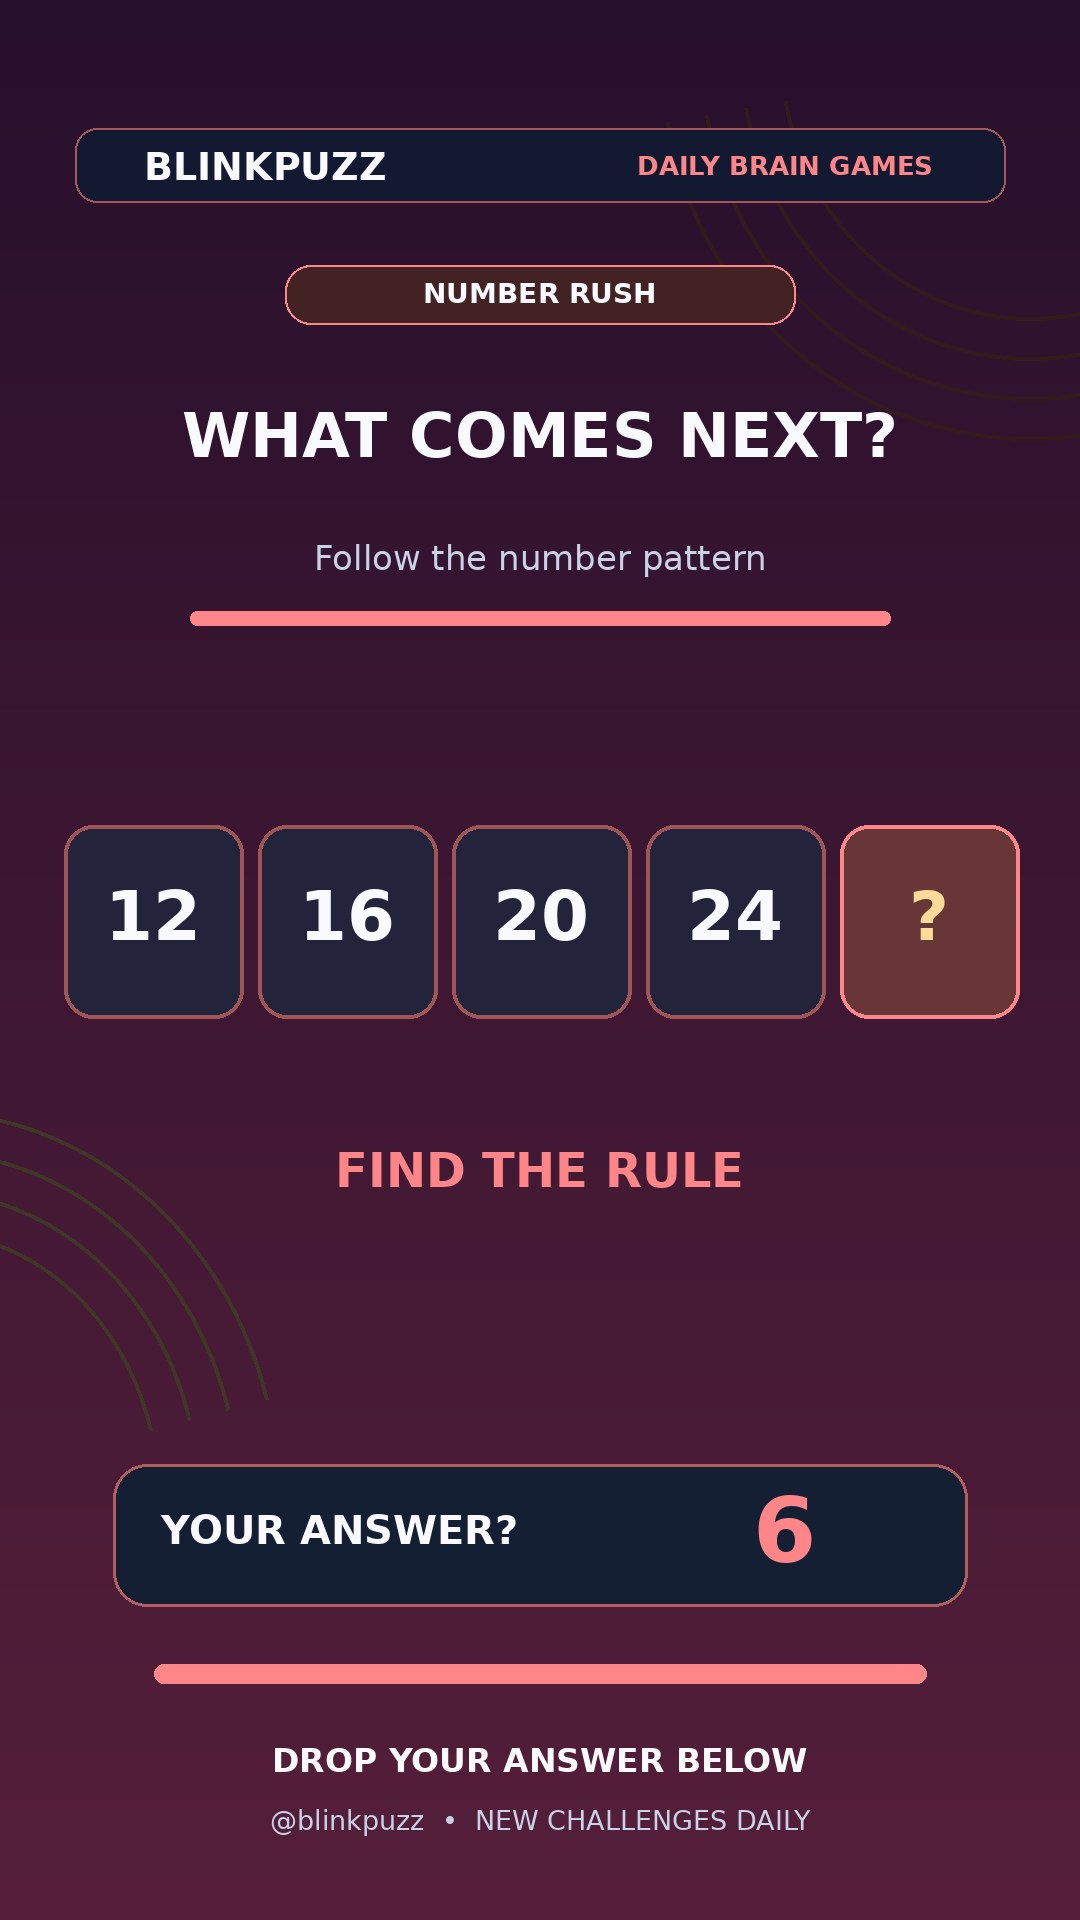 BLINKPUZZ DAILY BRAIN GAMES
NUMBER RUSH
WHAT COMES NEXT?
Follow the number pattern
12 16 20 24 ?
FIND THE RULE
YOUR ANSWER? 6
DROP YOUR ANSWER BELOW
@blinkpuzz • NEW CHALLENGES DAILY